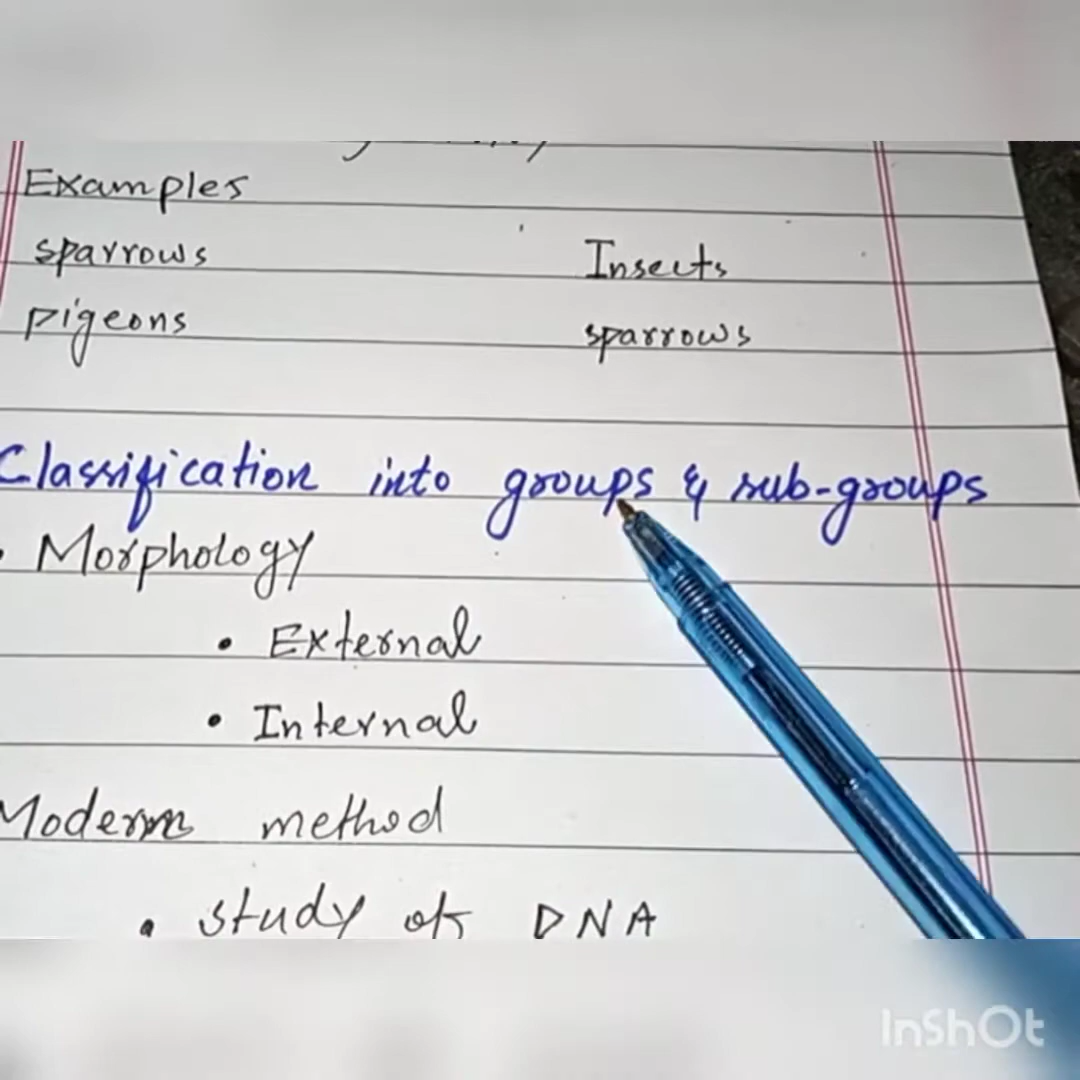 Examples
sparrows Insects
pigeons sparrows
Classification into groups & sub-groups
• Morphology
• External
• Internal
Modern method
• study of DNA
InShOt